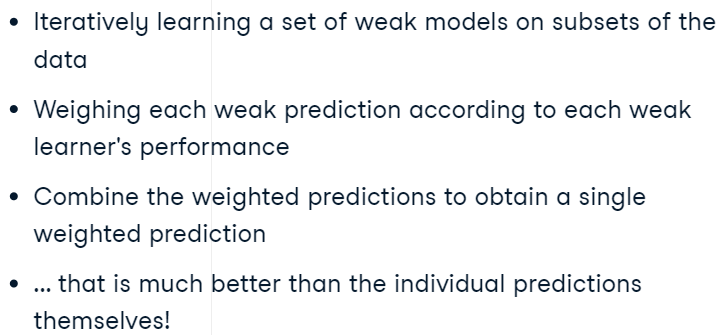 • Iteratively learning a set of weak models on subsets of the
data
• Weighing each weak prediction according to each weak
learner's performance
• Combine the weighted predictions to obtain a single
weighted prediction
• ... that is much better than the individual predictions
themselves!